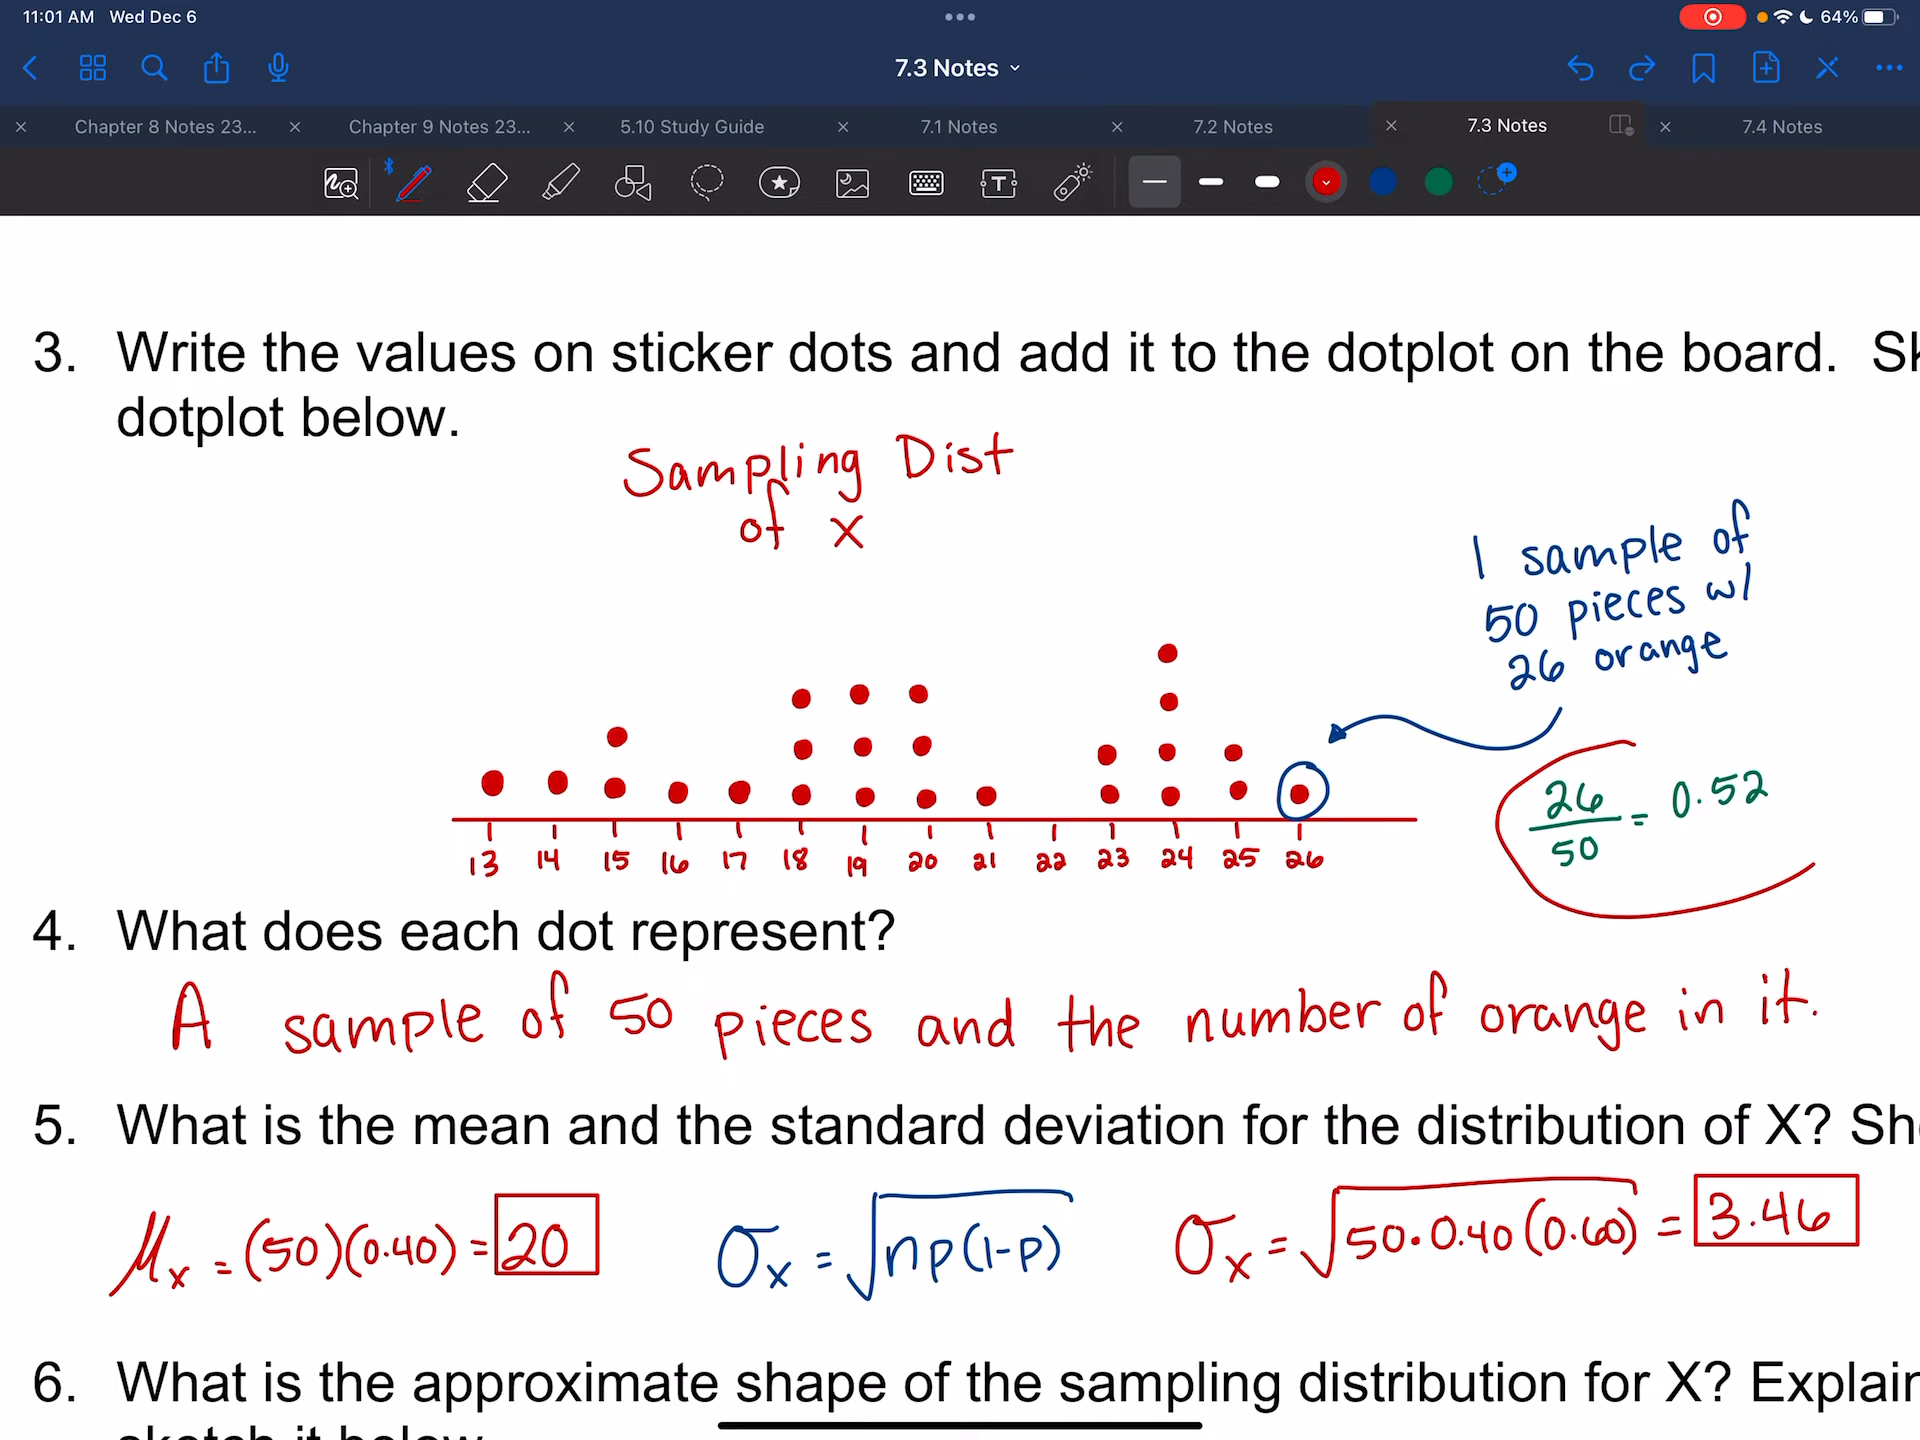 11:01 AM Wed Dec 6
64%
7.3 Notes
Chapter 8 Notes 23...
Chapter 9 Notes 23...
5.10 Study Guide
7.1 Notes
7.2 Notes
7.3 Notes
7.4 Notes
3. Write the values on sticker dots and add it to the dotplot on the board. Sk
dotplot below.
Sampling Dist
of X
1 sample of
50 pieces w/
26 orange
26/50 = 0.52
13 14 15 16 17 18 19 20 21 22 23 24 25 26
4. What does each dot represent?
A sample of 50 pieces and the number of orange in it.
5. What is the mean and the standard deviation for the distribution of X? Sh
μx = (50)(0.40) = 20
σx = √np(1-p)
σx = √50•0.40(0.60) = 3.46
6. What is the approximate shape of the sampling distribution for X? Explain
sketch it below